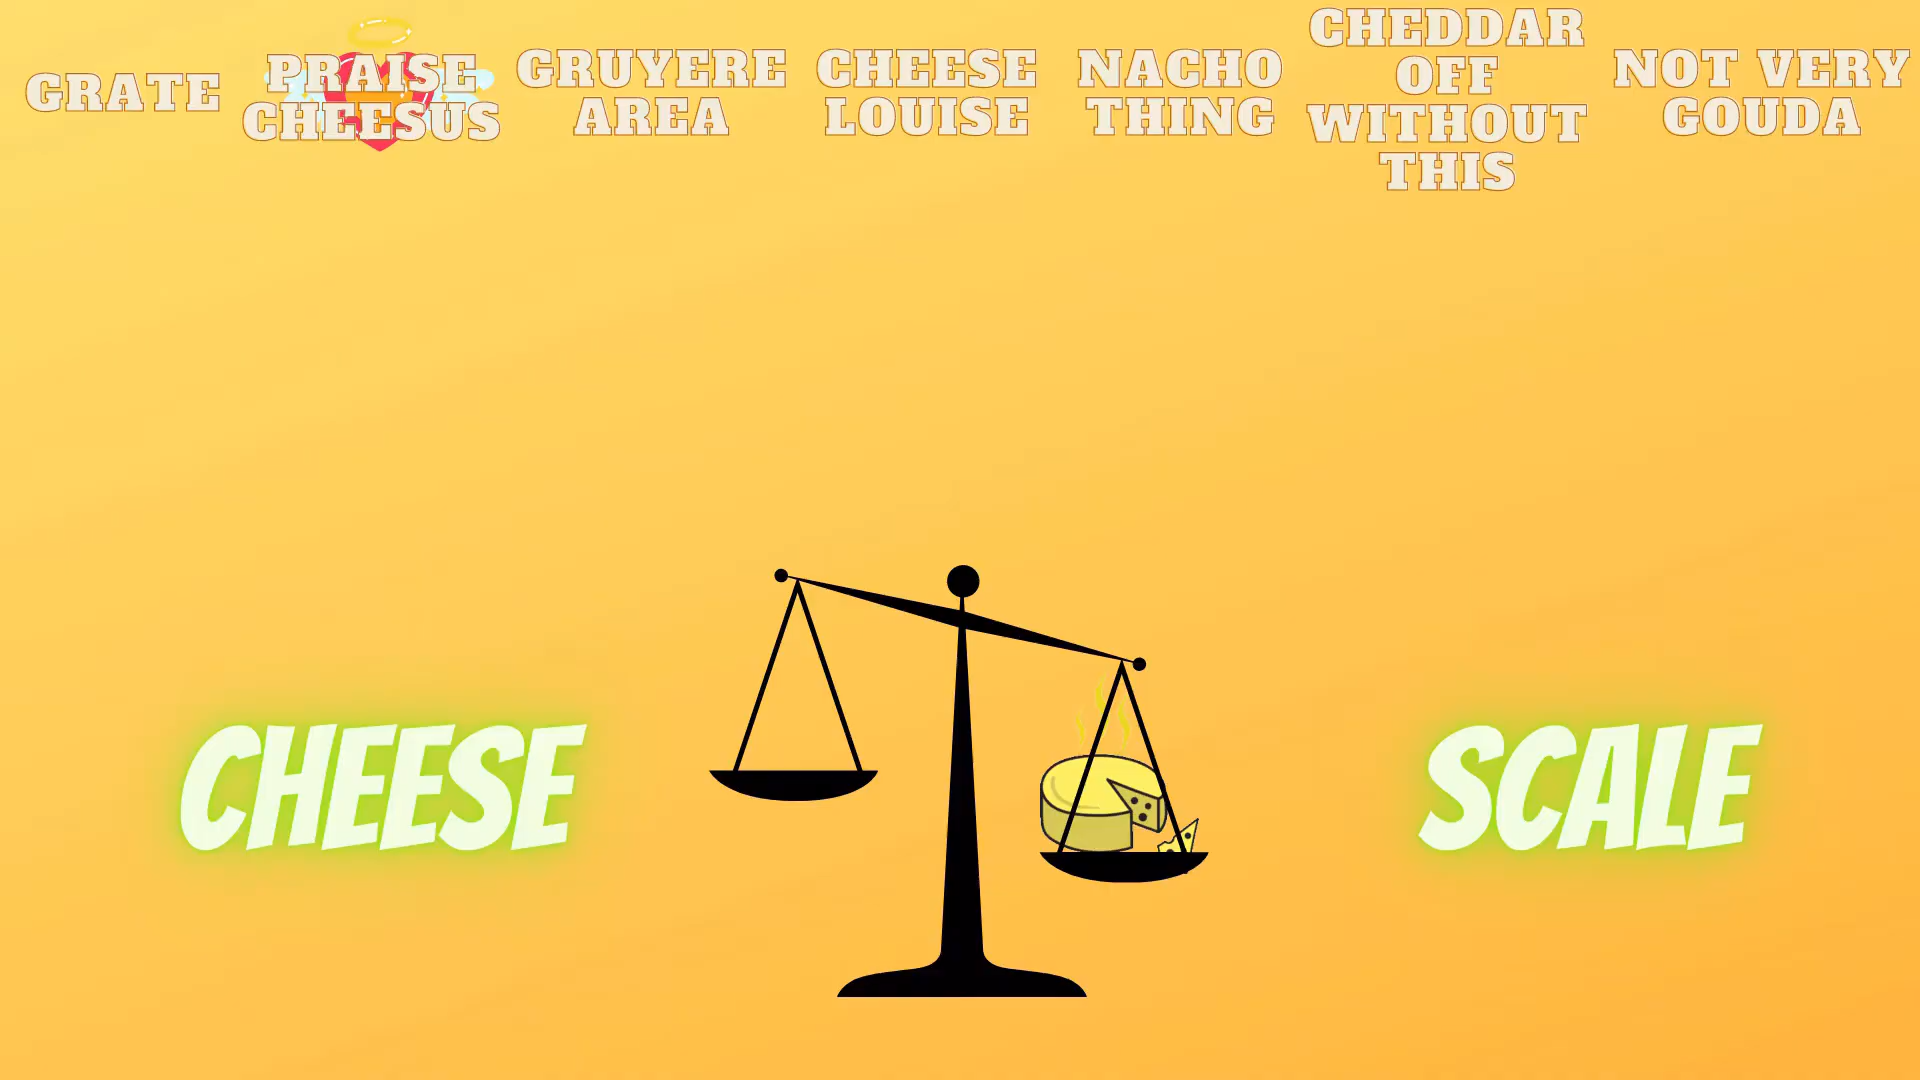 GRATE
PRAISE
CHEESUS
GRUYERE
AREA
CHEESE
LOUISE
NACHO
THING
CHEDDAR
OFF
WITHOUT
THIS
NOT VERY
GOUDA
CHEESE
SCALE